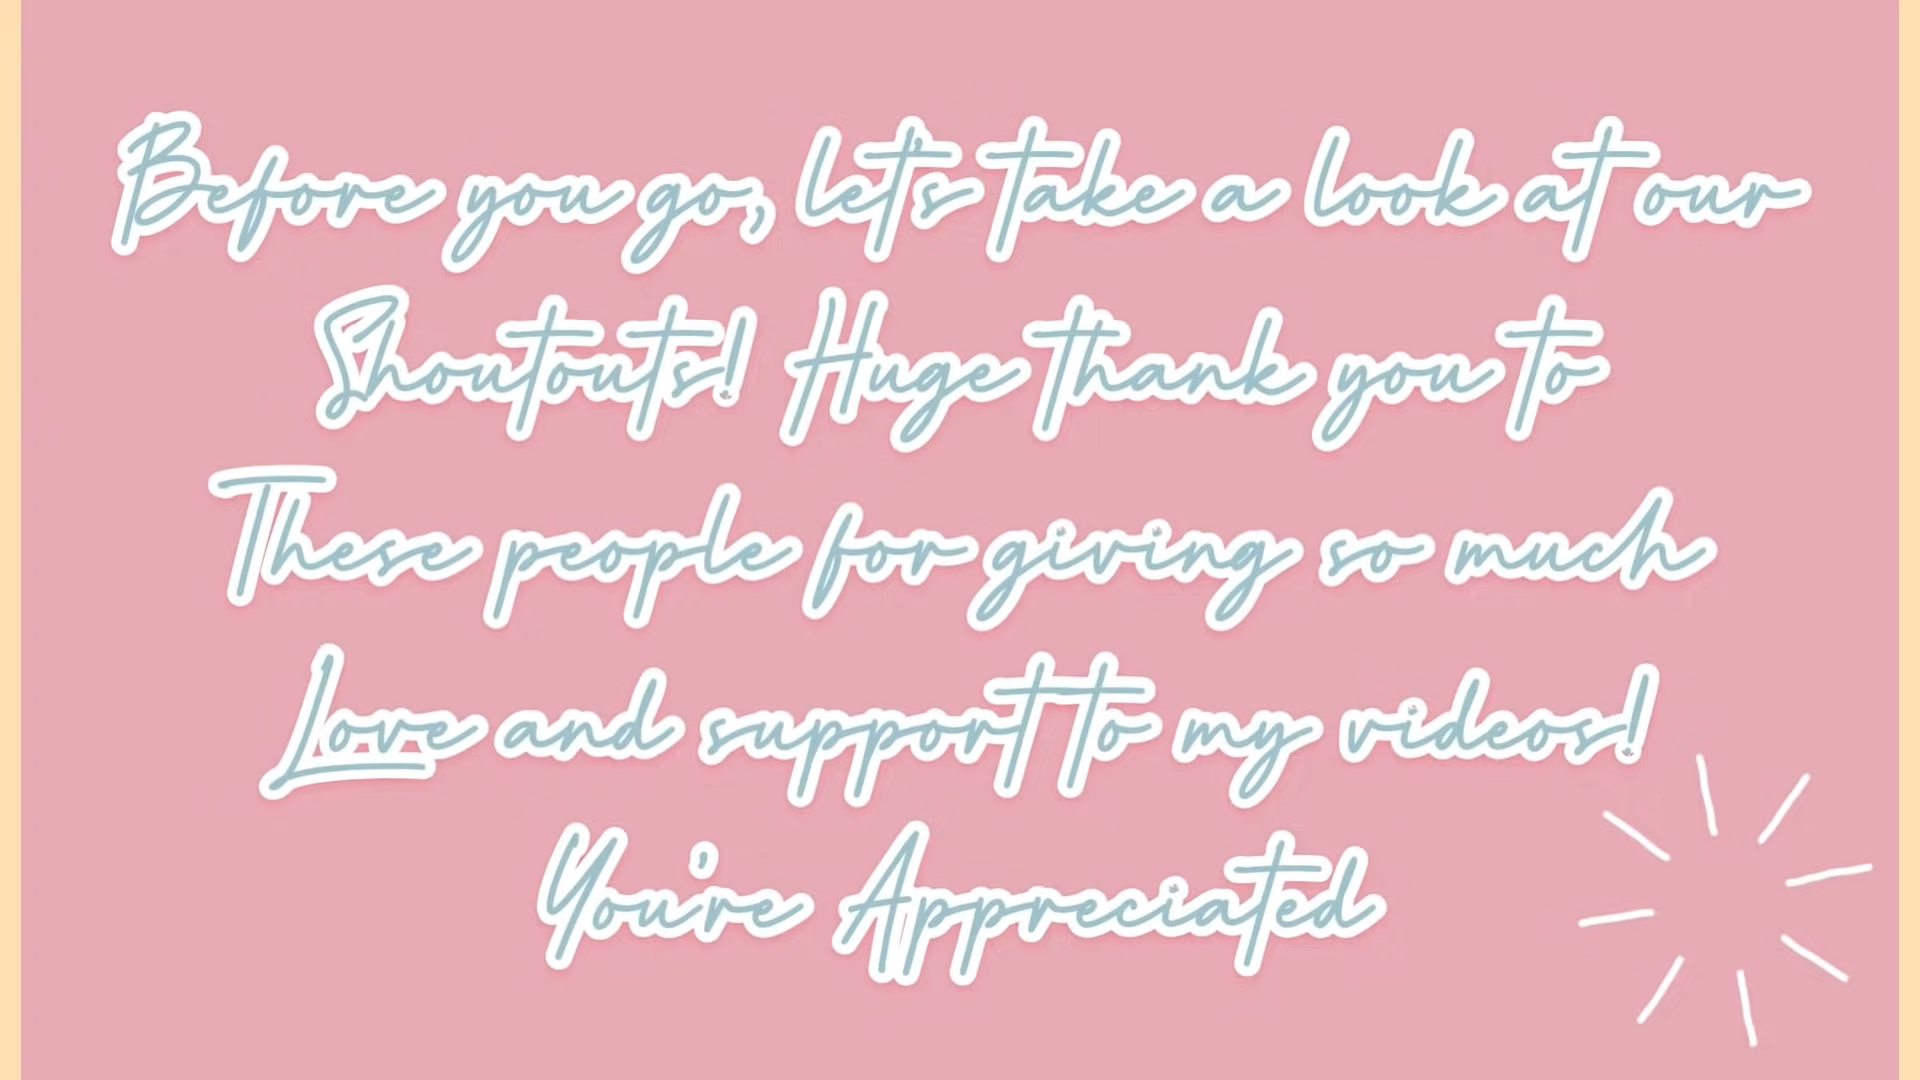 Before you go, let's take a look at our
Shoutouts! Huge thank you to
These people for giving so much
Love and support to my videos!
You're Appreciated